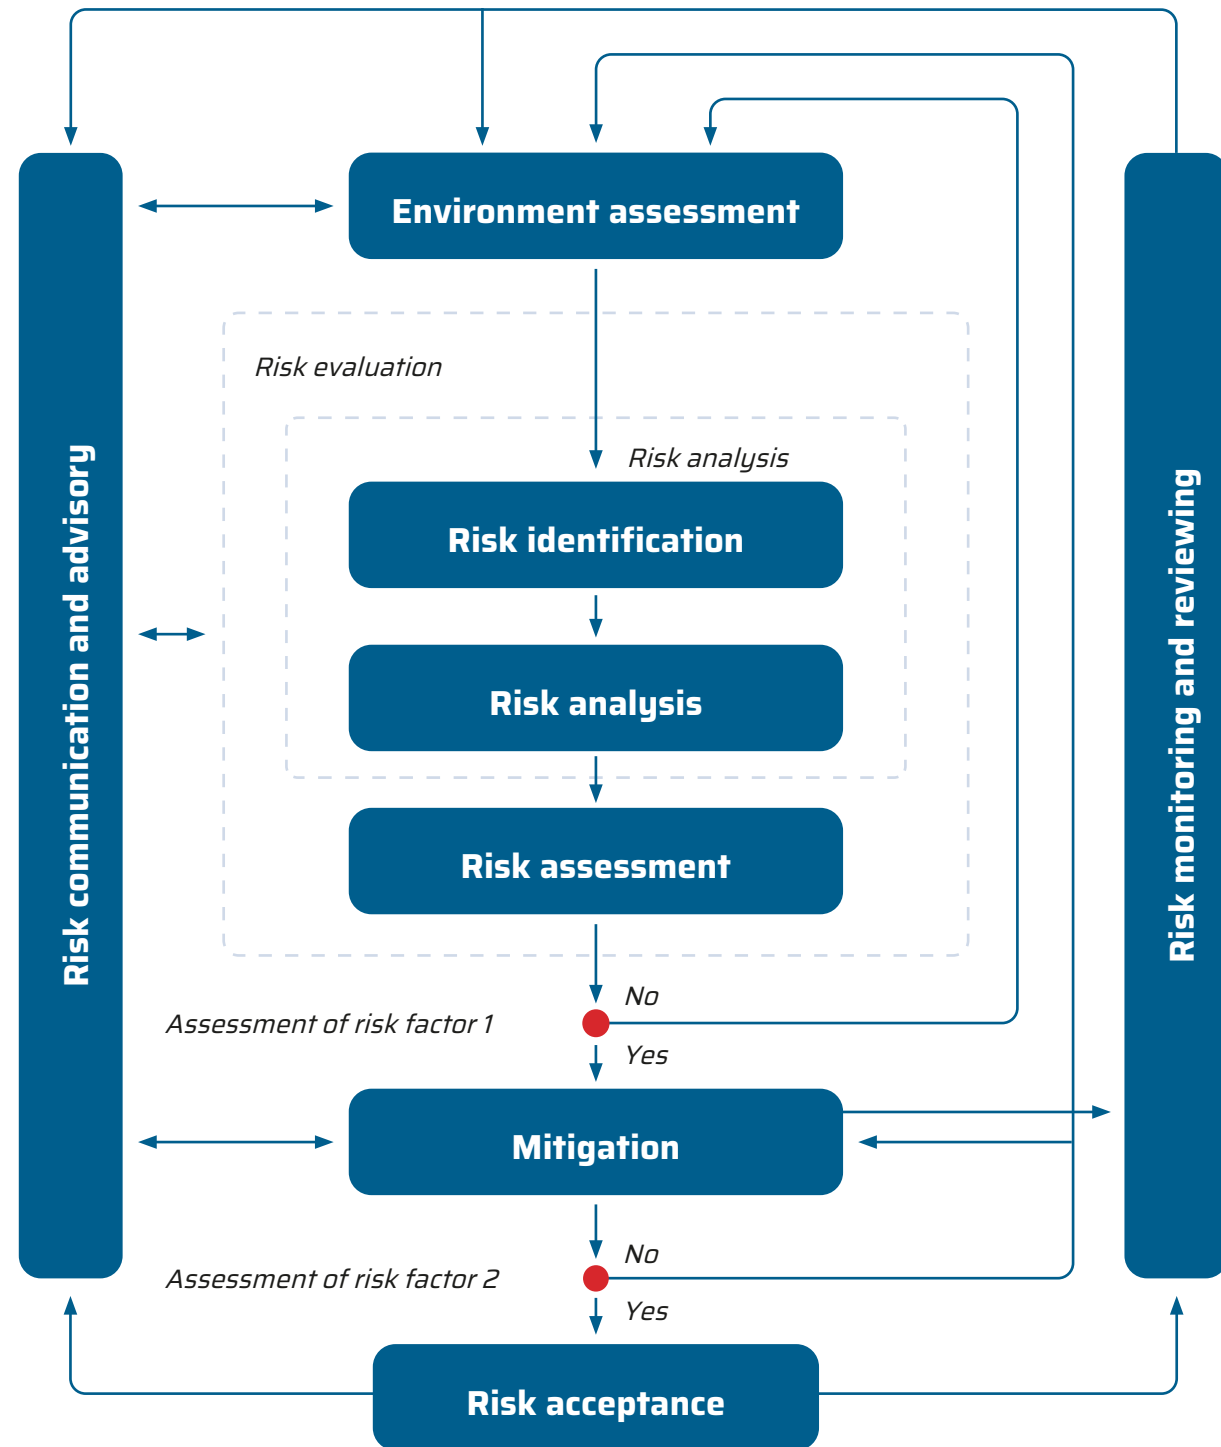 Environment assessment
Risk evaluation
Risk analysis
Risk identification
Risk analysis
Risk assessment
No
Assessment of risk factor 1
Yes
Mitigation
No
Assessment of risk factor 2
Yes
Risk acceptance
Risk communication and advisory
Risk monitoring and reviewing